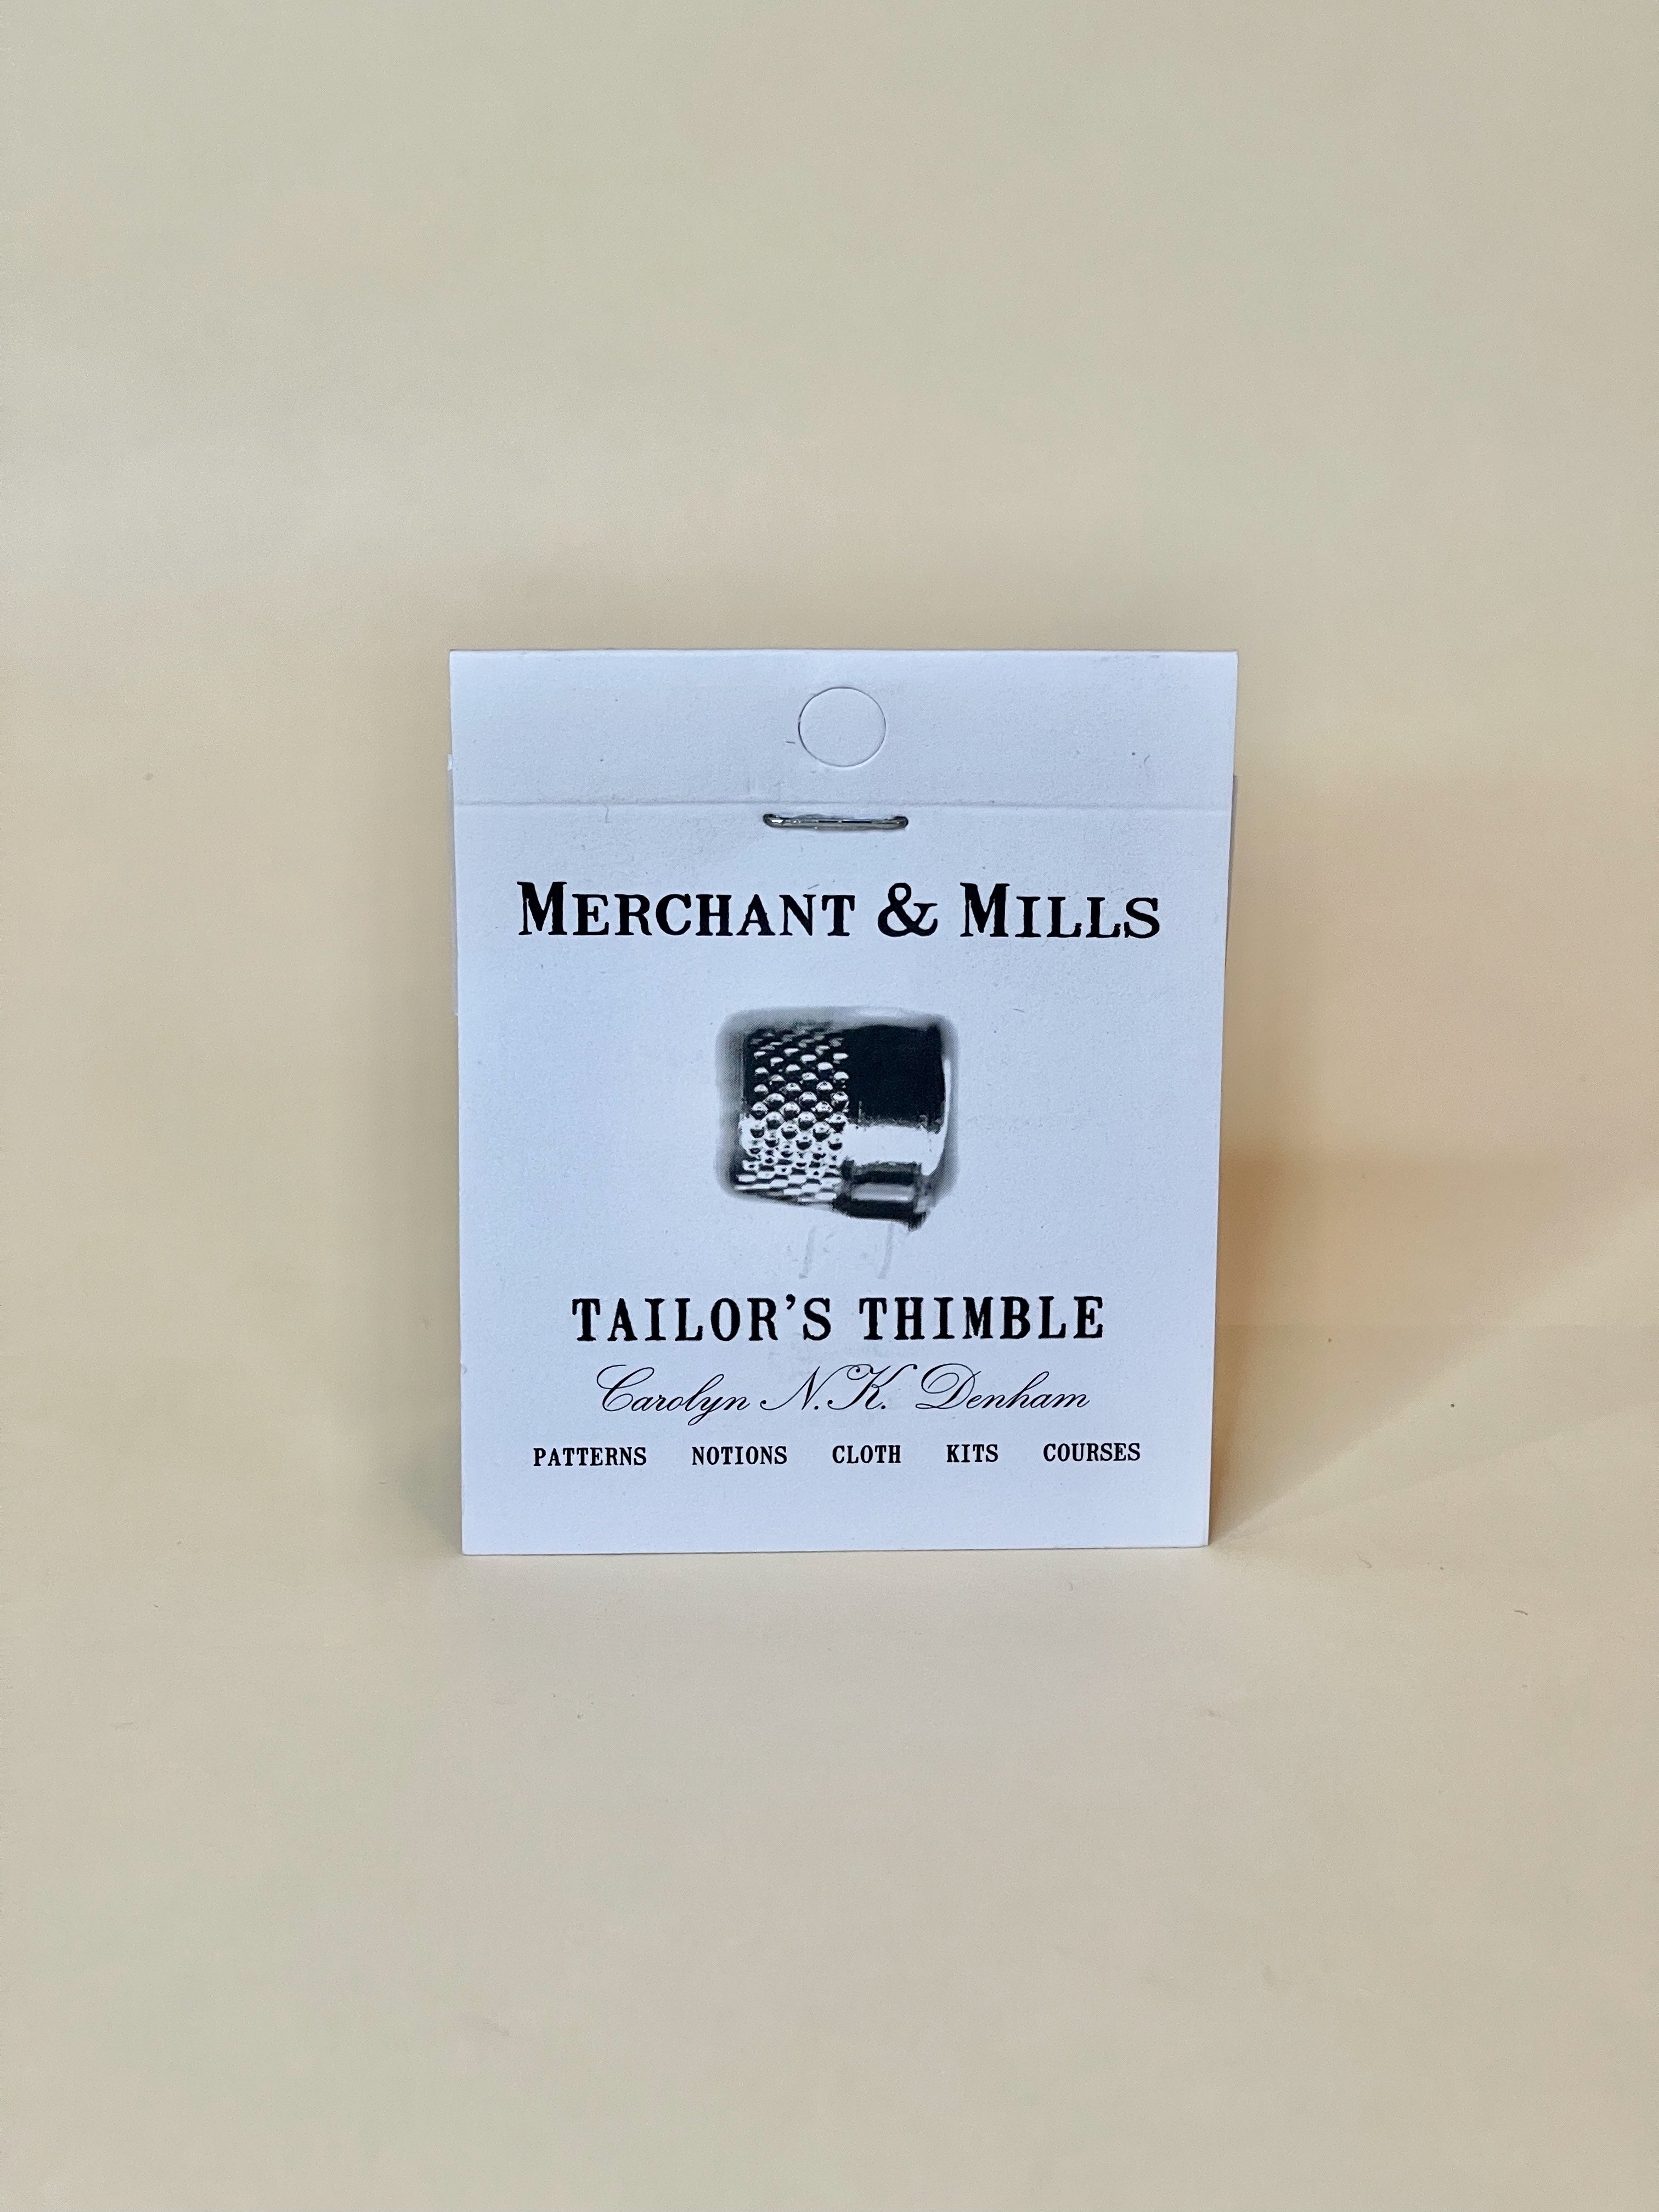 MERCHANT & MILLS
TAILOR'S THIMBLE
Carolyn N.K. Denham
PATTERNS NOTIONS CLOTH KITS COURSES